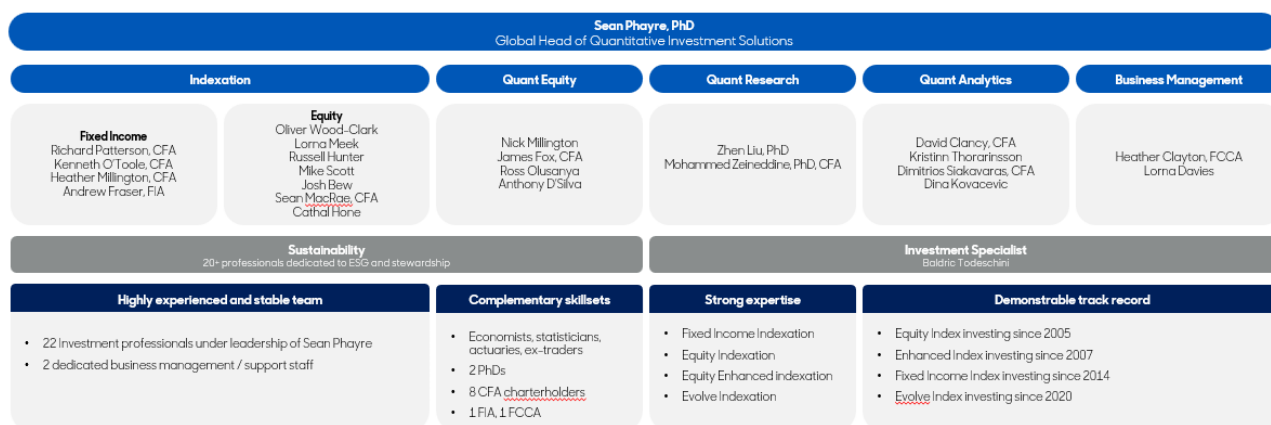 Sean Phayre, PhD
Global Head of Quantitative Investment Solutions
Indexation
Quant Equity
Quant Research
Quant Analytics
Business Management
Fixed Income
Richard Patterson, CFA
Kenneth O'Toole, CFA
Heather Millington, CFA
Andrew Fraser, FIA
Equity
Oliver Wood-Clark
Lorna Meek
Russell Hunter
Mike Scott
Josh Bew
Sean MacRae, CFA
Cathal Hone
Nick Millington
James Fox, CFA
Ross Olusanya
Anthony D'Silva
Zhen Liu, PhD
Mohammed Zeineddine, PhD, CFA
David Clancy, CFA
Kristinn Thorarinsson
Dimitrios Siakavaras, CFA
Dina Kovacevic
Heather Clayton, FCCA
Lorna Davies
Sustainability
20+ professionals dedicated to ESG and stewardship
Investment Specialist
Baldric Todeschini
Highly experienced and stable team
• 22 Investment professionals under leadership of Sean Phayre
• 2 dedicated business management / support staff
Complementary skillsets
• Economists, statisticians,
actuaries, ex-traders
• 2 PhDs
• 8 CFA charterholders
• 1 FIA, 1 FCCA
Strong expertise
• Fixed Income Indexation
• Equity Indexation
• Equity Enhanced indexation
• Evolve Indexation
Demonstrable track record
• Equity Index investing since 2005
• Enhanced Index investing since 2007
• Fixed Income Index investing since 2014
• Evolve Index investing since 2020